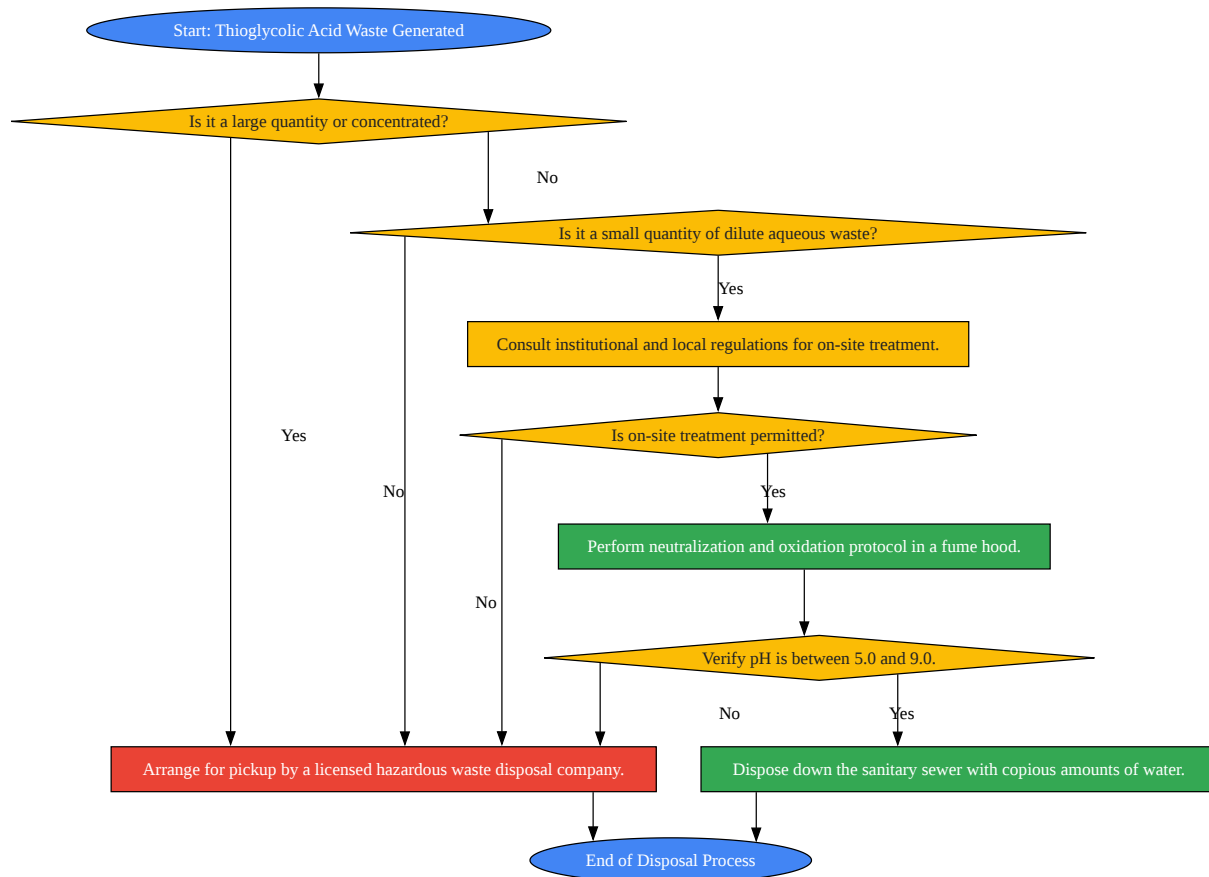 Start: Thioglycolic Acid Waste Generated
Is it a large quantity or concentrated?
No
Is it a small quantity of dilute aqueous waste?
Yes
Consult institutional and local regulations for on-site treatment.
Is on-site treatment permitted?
Yes
No
Yes
Perform neutralization and oxidation protocol in a fume hood.
No
Verify pH is between 5.0 and 9.0.
No
Yes
Arrange for pickup by a licensed hazardous waste disposal company.
Dispose down the sanitary sewer with copious amounts of water.
End of Disposal Process